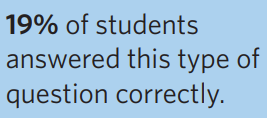 19% of students
answered this type of
question correctly.